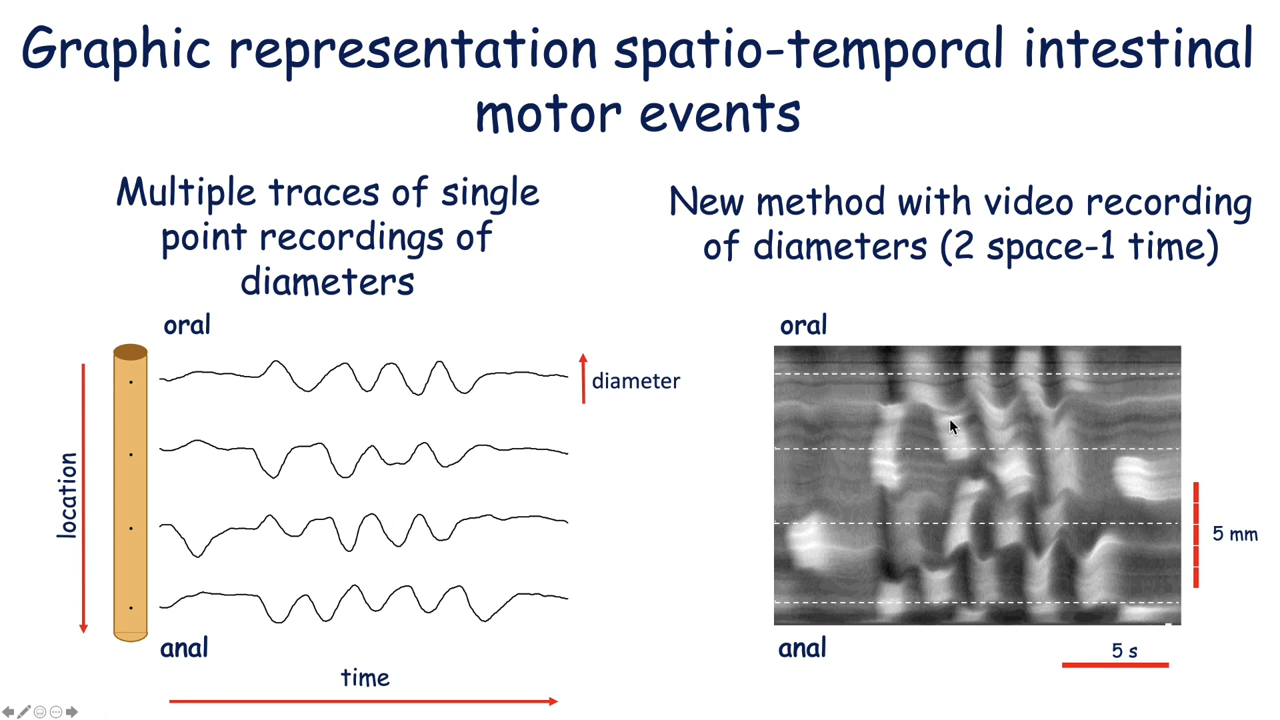 Graphic representation spatio-temporal intestinal
motor events
Multiple traces of single
point recordings of
diameters
New method with video recording
of diameters (2 space-1 time)
oral
diameter
location
anal
time
oral
5 mm
anal
5 s